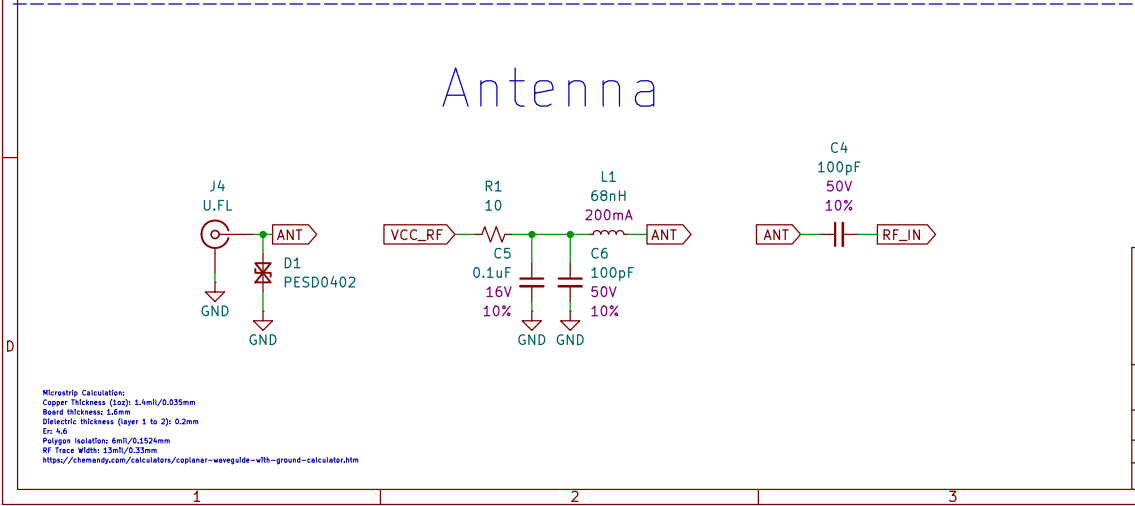 Antenna
J4
U.FL
ANT
D1
PESD0402
GND
GND
VCC_RF
R1
10
L1
68nH
200mA
ANT
C5
0.1uF
16V
10%
C6
100pF
50V
10%
GND
GND
C4
100pF
50V
10%
ANT
RF_IN
D
Microstrip Calculation:
Copper Thickness (1oz): 1.4mil/0.035mm
Board thickness: 1.6mm
Dielectric thickness (layer 1 to 2): 0.2mm
Er: 4.6
Polygon Isolation: 6mil/0.1524mm
RF Trace Width: 13mil/0.33mm
https://chemandy.com/calculators/coplanar-waveguide-with-ground-calculator.htm
1
2
3